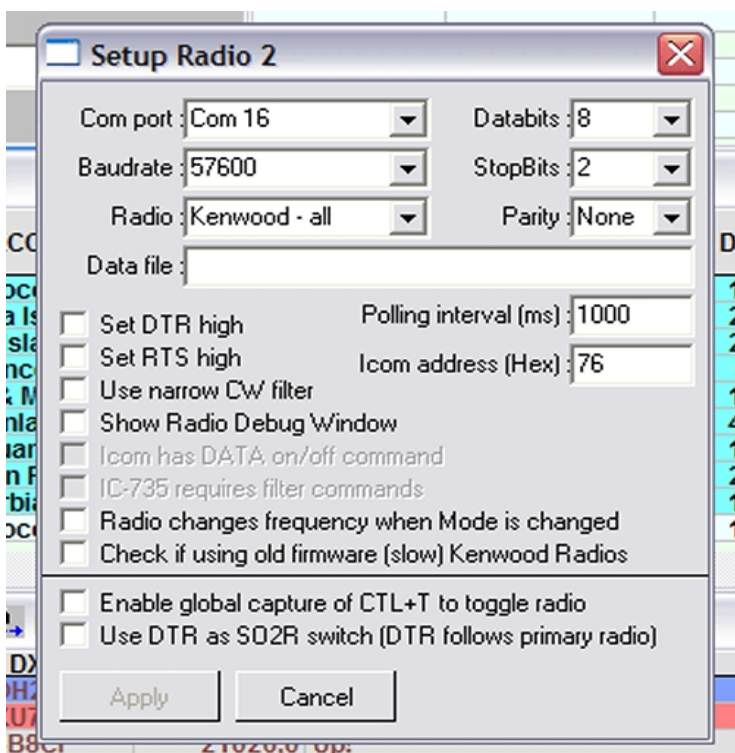 Setup Radio 2
Com port : Com 16 Databits : 8
Baudrate : 57600 StopBits : 2
Radio : Kenwood - all Parity : None
Data file :
Set DTR high Polling interval (ms) : 1000
Set RTS high Icom address (Hex) : 76
Use narrow CW filter
Show Radio Debug Window
Icom has DATA on/off command
IC-735 requires filter commands
Radio changes frequency when Mode is changed
Check if using old firmware (slow) Kenwood Radios
Enable global capture of CTL+T to toggle radio
Use DTR as SO2R switch (DTR follows primary radio)
Apply Cancel